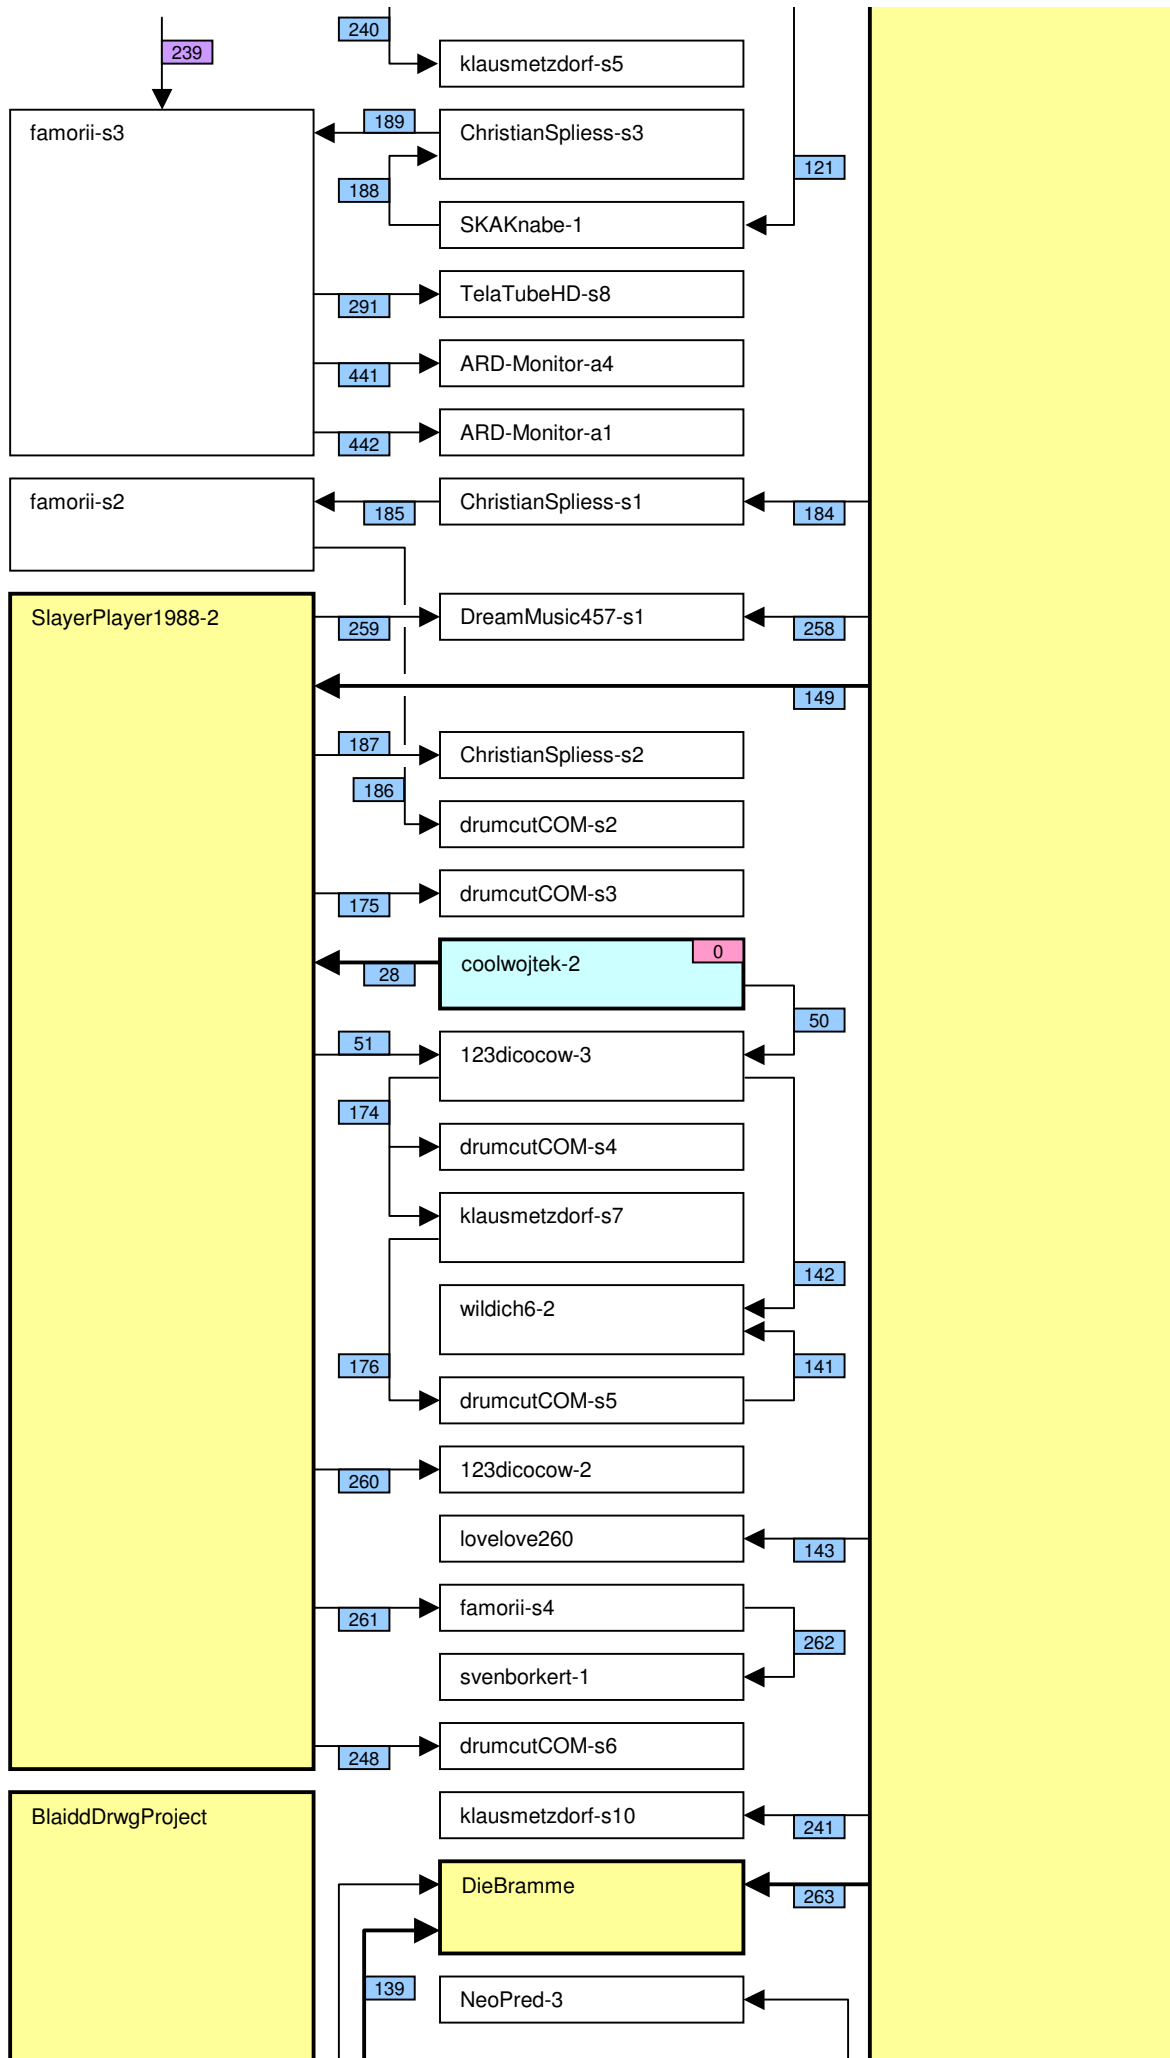 240
239
klausmetzdorf-s5
famorii-s3
189
ChristianSpliess-s3
121
188
SKAKnabe-1
TelaTubeHD-s8
291
ARD-Monitor-a4
441
ARD-Monitor-a1
442
famorii-s2
ChristianSpliess-s1
185
184
SlayerPlayer1988-2
DreamMusic457-s1
259
258
149
187
ChristianSpliess-s2
186
drumcutCOM-s2
drumcutCOM-s3
175
0
coolwojtek-2
28
50
51
123dicocow-3
174
drumcutCOM-s4
klausmetzdorf-s7
142
wildich6-2
176
141
drumcutCOM-s5
123dicocow-2
260
lovelove260
143
famorii-s4
261
262
svenborkert-1
drumcutCOM-s6
248
BlaiddDrwgProject
klausmetzdorf-s10
241
DieBramme
263
139
NeoPred-3